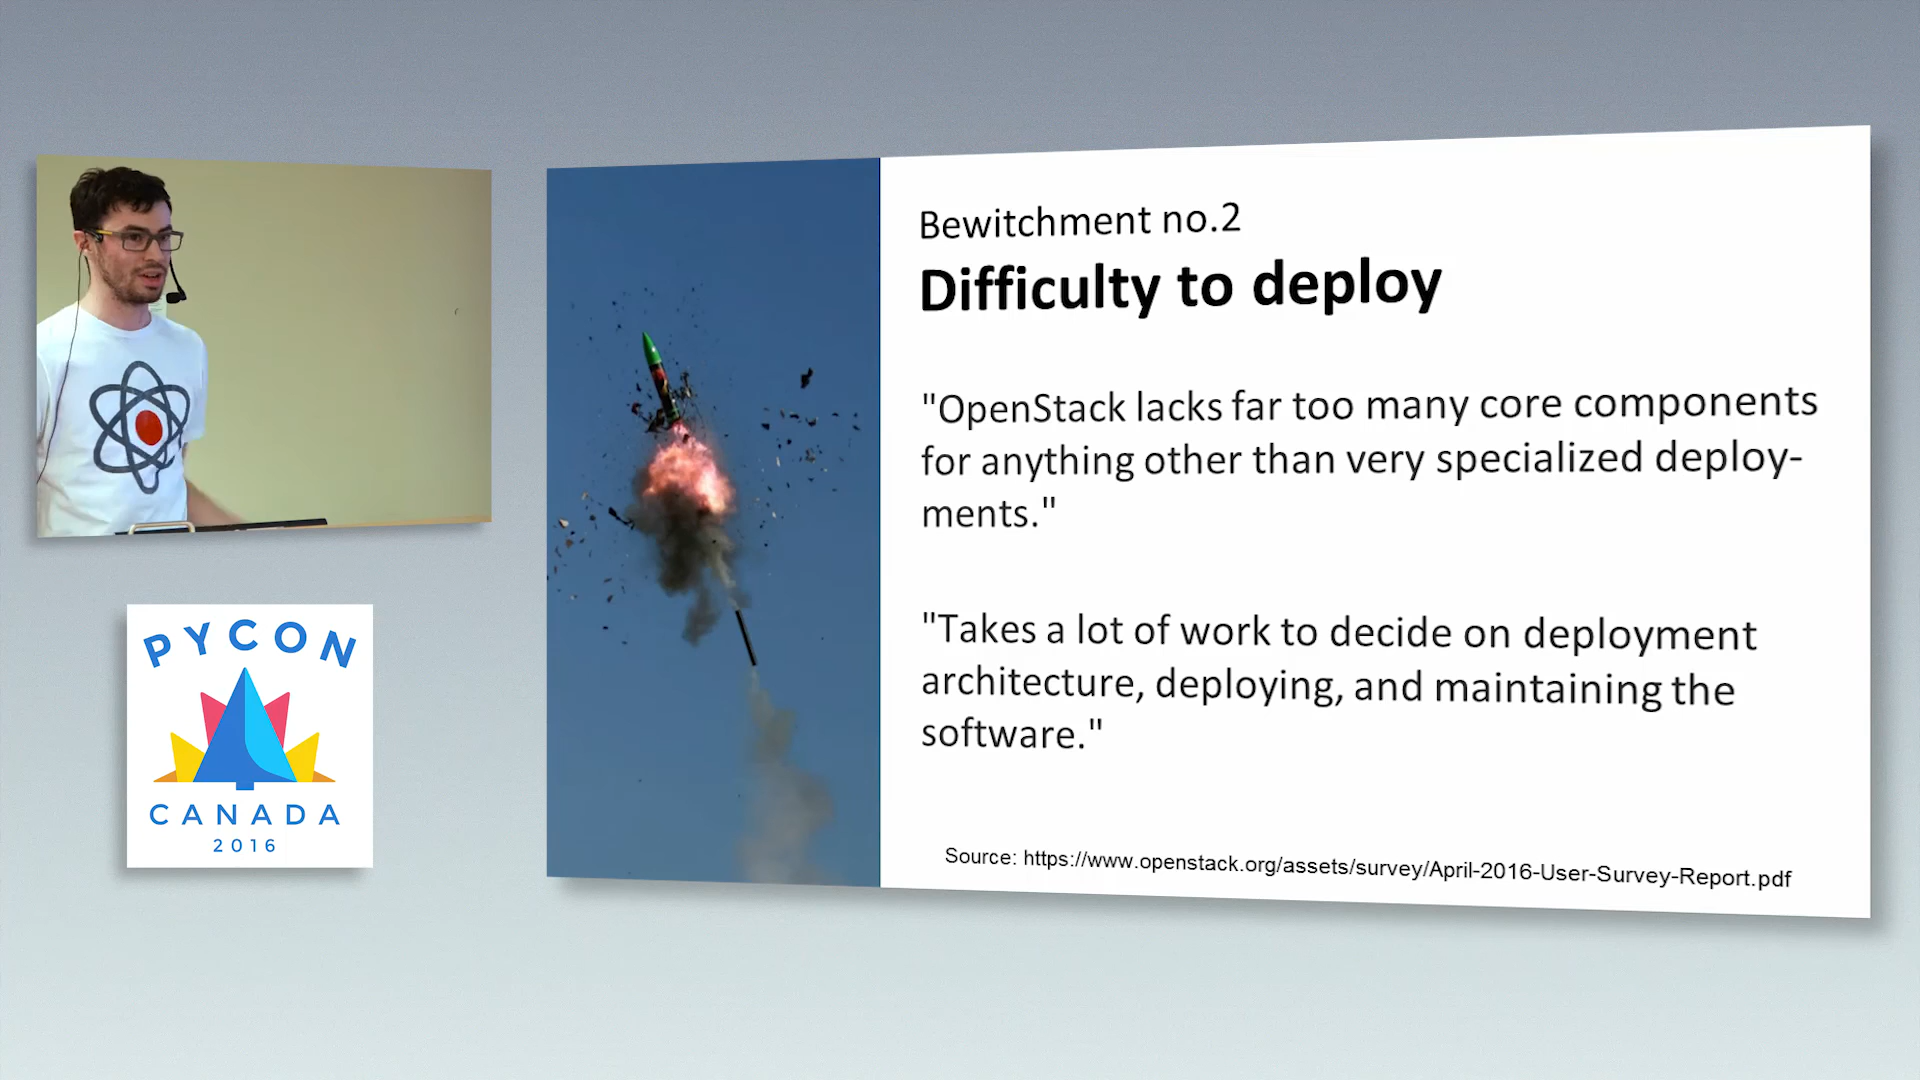 Bewitchment no.2
Difficulty to deploy
"OpenStack lacks far too many core components
for anything other than very specialized deploy-
ments."
"Takes a lot of work to decide on deployment
architecture, deploying, and maintaining the
software."
Source: https://www.openstack.org/assets/survey/April-2016-User-Survey-Report.pdf
PYCON
CANADA
2016